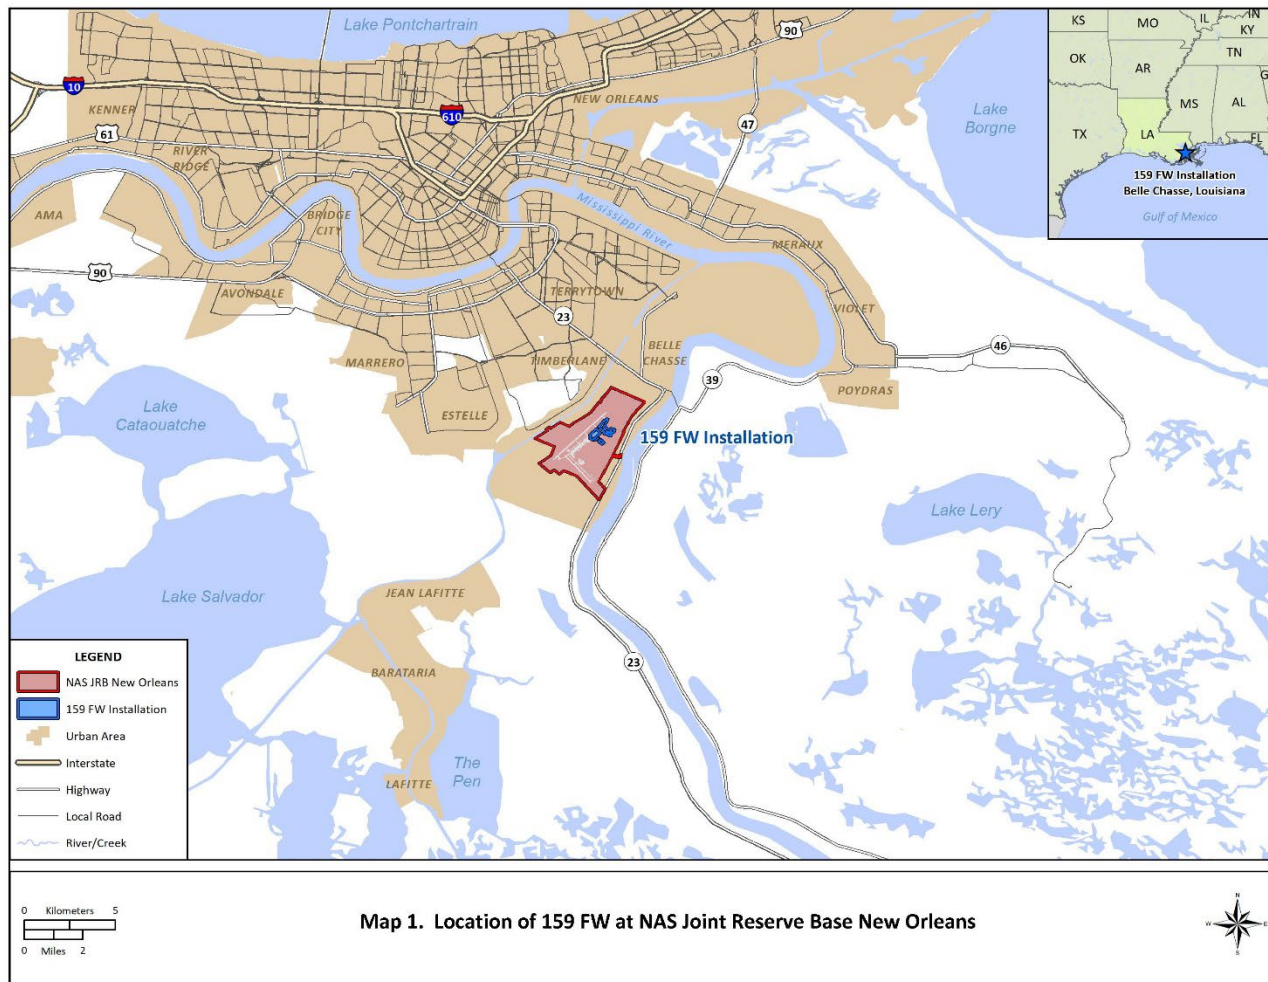 Lake Pontchartrain
90
10
KENNER
610
NEW ORLEANS
61
47
RIVER
RIDGE
Lake
Borgne
AMA
BRIDGE
CITY
Mississippi River
MERAUX
90
AVONDALE
TERRYTOWN
23
VIOLET
MARRERO
TIMBERLANE
BELLE
CHASSE
46
39
POYDRAS
Lake
Cataouatche
ESTELLE
159 FW Installation
Lake Lery
Lake Salvador
JEAN LAFITTE
23
BARATARIA
The
Pen
LAFITTE
KS
MO
IL
IN
KY
OK
AR
TN
MS
AL
G
TX
LA
FL
159 FW Installation
Belle Chasse, Louisiana
Gulf of Mexico
LEGEND
NAS JRB New Orleans
159 FW Installation
Urban Area
Interstate
Highway
Local Road
River/Creek
0 Kilometers 5
0 Miles 2
Map 1. Location of 159 FW at NAS Joint Reserve Base New Orleans
N
W E
S